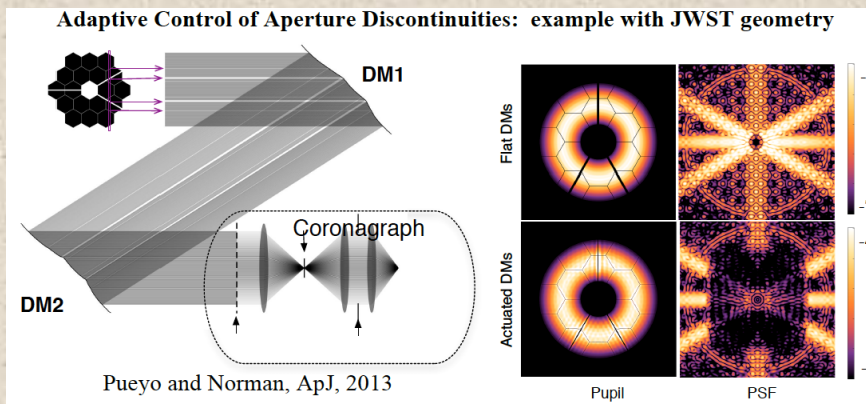 Adaptive Control of Aperture Discontinuities: example with JWST geometry
DM1
DM2
Coronagraph
Pueyo and Norman, ApJ, 2013
Flat DMs
Actuated DMs
Pupil
PSF